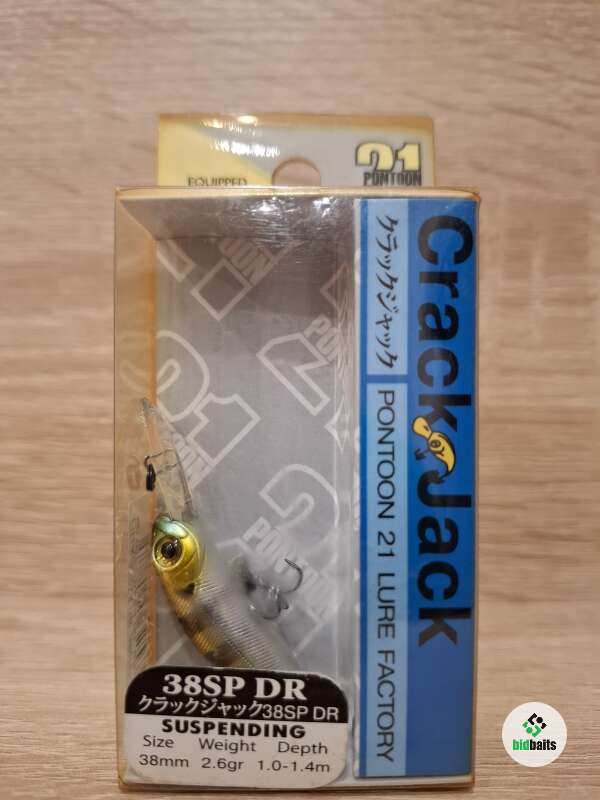 EQUIPPED
21
PONTOON
Crack Jack
クラックジャック
PONTOON 21 LURE FACTORY
21
PONTOON
38SP DR
クラックジャック38SP DR
SUSPENDING
Size Weight Depth
38mm 2.6gr 1.0-1.4m
bidbaits